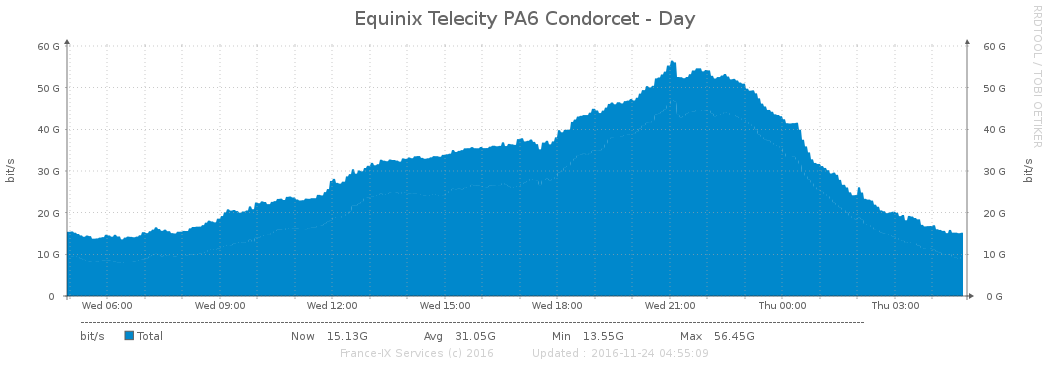 Equinix Telecity PA6 Condorcet - Day
RRDTOOL / TOBI OETIKER
60 G 60 G
50 G 50 G
40 G 40 G
30 G 30 G
20 G 20 G
10 G 10 G
0 0 G
bit/s bit/s
Wed 06:00 Wed 09:00 Wed 12:00 Wed 15:00 Wed 18:00 Wed 21:00 Thu 00:00 Thu 03:00
bit/s Total Now 15.13G Avg 31.05G Min 13.55G Max 56.45G
France-IX Services (c) 2016 Updated : 2016-11-24 04:55:09